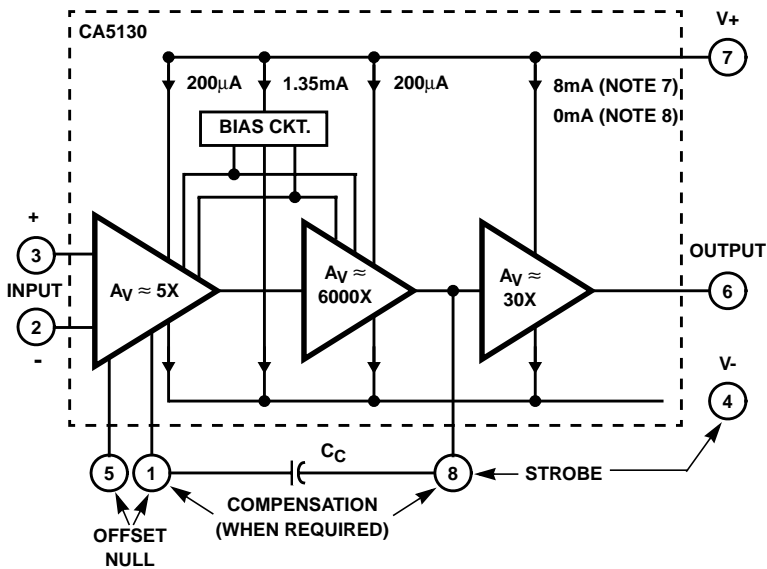 CA5130
V+
7
200µA
1.35mA
200µA
8mA (NOTE 7)
0mA (NOTE 8)
BIAS CKT.
+
3
INPUT
2
-
AV ≈ 5X
AV ≈
6000X
AV ≈
30X
OUTPUT
6
V-
4
5
1
CC
8
STROBE
COMPENSATION
(WHEN REQUIRED)
OFFSET
NULL